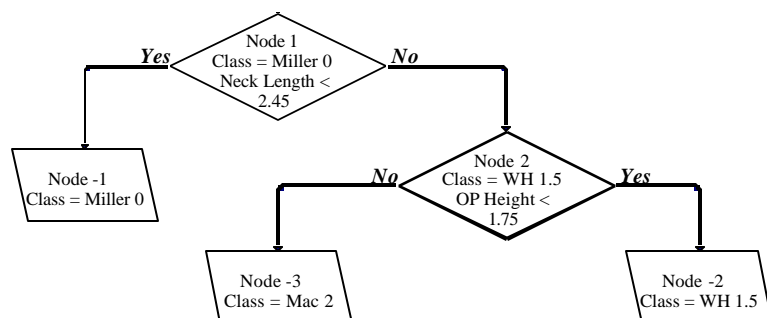 Node 1
Class = Miller 0
Neck Length <
2.45
Yes
No
Node -1
Class = Miller 0
Node 2
Class = WH 1.5
OP Height <
1.75
No
Yes
Node -3
Class = Mac 2
Node -2
Class = WH 1.5